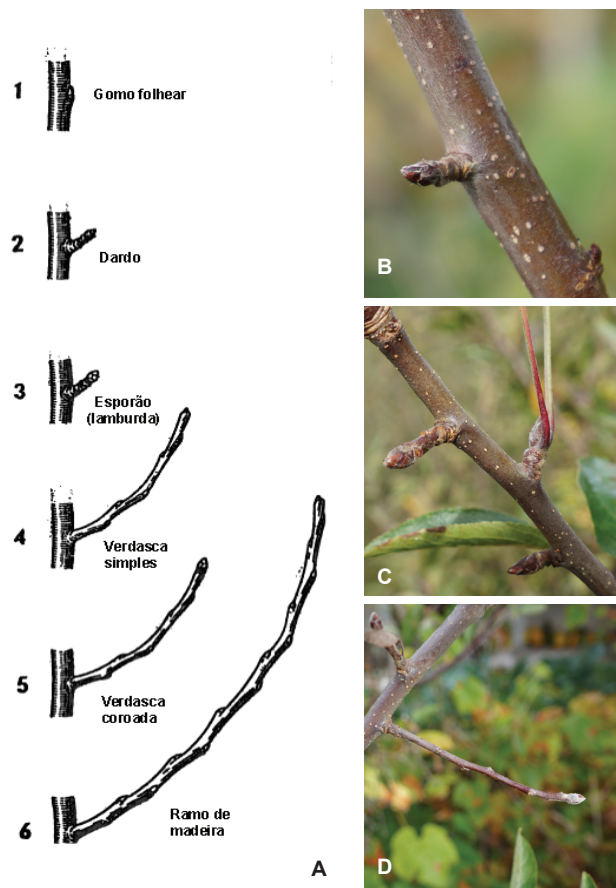 1
Gomo folhear
2
Dardo
3
Esporão
(lamburda)
4
Verdasca
simples
5
Verdasca
coroada
6
Ramo de
madeira
A
B
C
D